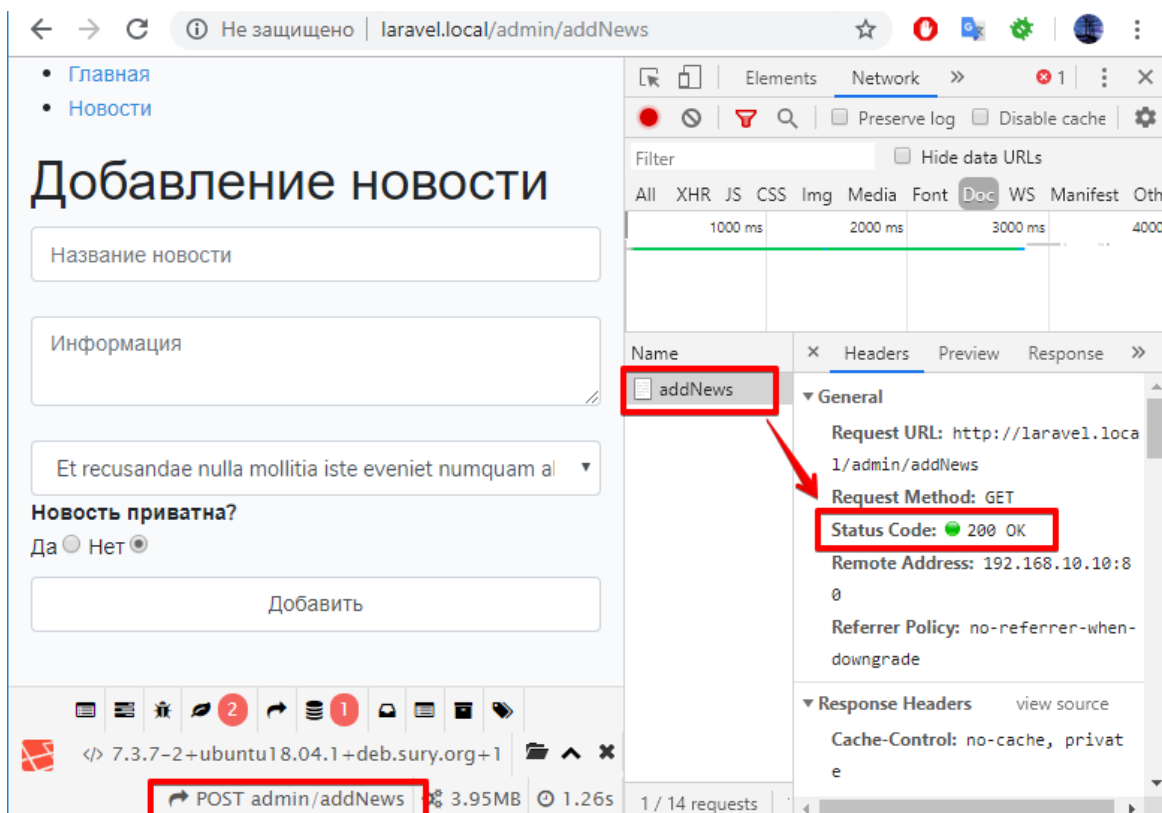 Не защищено | laravel.local/admin/addNews
Главная
Новости
Добавление новости
Название новости
Информация
Et recusandae nulla mollitia iste eveniet numquam al
Новость приватна?
Да Нет
Добавить
2 1
7.3.7-2+ubuntu18.04.1+deb.sury.org+1
POST admin/addNews 3.95MB 1.26s
Elements Network » 1
Preserve log Disable cache
Filter Hide data URLs
All XHR JS CSS Img Media Font Doc WS Manifest Oth
1000 ms 2000 ms 3000 ms 4000
Name
addNews
× Headers Preview Response »
General
Request URL: http://laravel.loca
l/admin/addNews
Request Method: GET
Status Code: 200 OK
Remote Address: 192.168.10.10:8
0
Referrer Policy: no-referrer-when-
downgrade
Response Headers view source
Cache-Control: no-cache, privat
e
1 / 14 requests